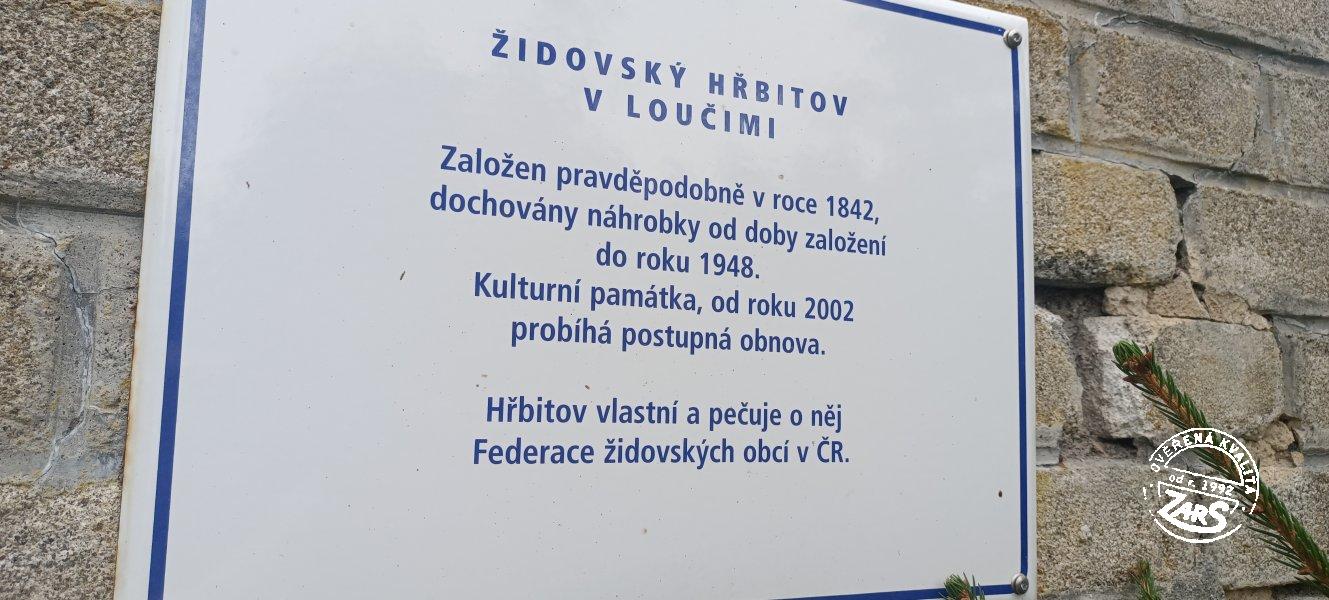 ŽIDOVSKÝ HŘBITOV
V LOUČIMI
Založen pravděpodobně v roce 1842,
dochovány náhrobky od doby založení
do roku 1948.
Kulturní památka, od roku 2002
probíhá postupná obnova.
Hřbitov vlastní a pečuje o něj
Federace židovských obcí v ČR.
OVĚŘENÁ KVALITA
od r. 1992
ZARS